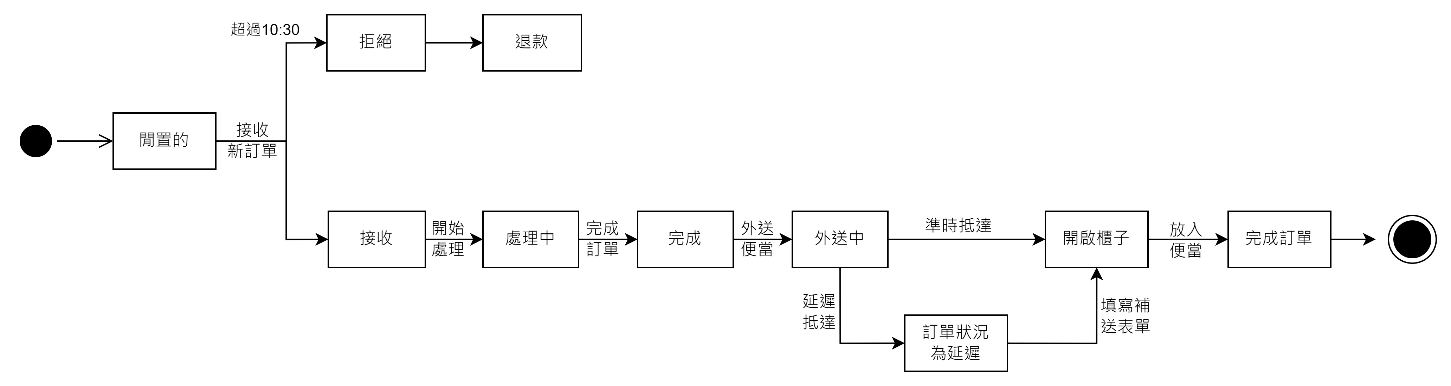 超過10:30
拒絕
退款
閒置的
接收
新訂單
接收
開始
處理
處理中
完成
訂單
完成
外送
便當
外送中
準時抵達
開啟櫃子
放入
便當
完成訂單
延遲
抵達
訂單狀況
為延遲
填寫補
送表單